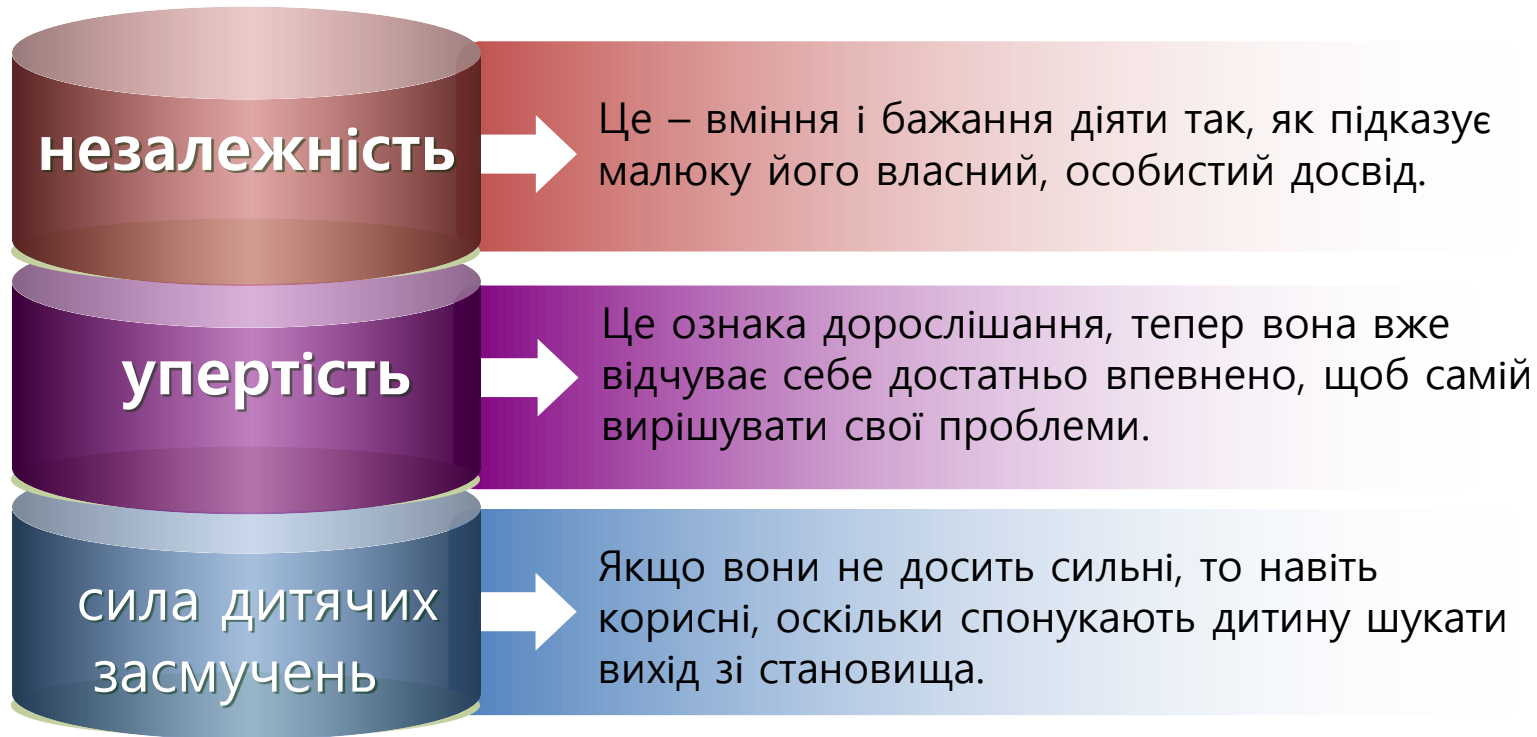 незалежність
Це – вміння і бажання діяти так, як підказує
малюку його власний, особистий досвід.
упертість
Це ознака дорослішання, тепер вона вже
відчуває себе достатньо впевнено, щоб самій
вирішувати свої проблеми.
сила дитячих
засмучень
Якщо вони не досить сильні, то навіть
корисні, оскільки спонукають дитину шукати
вихід зі становища.